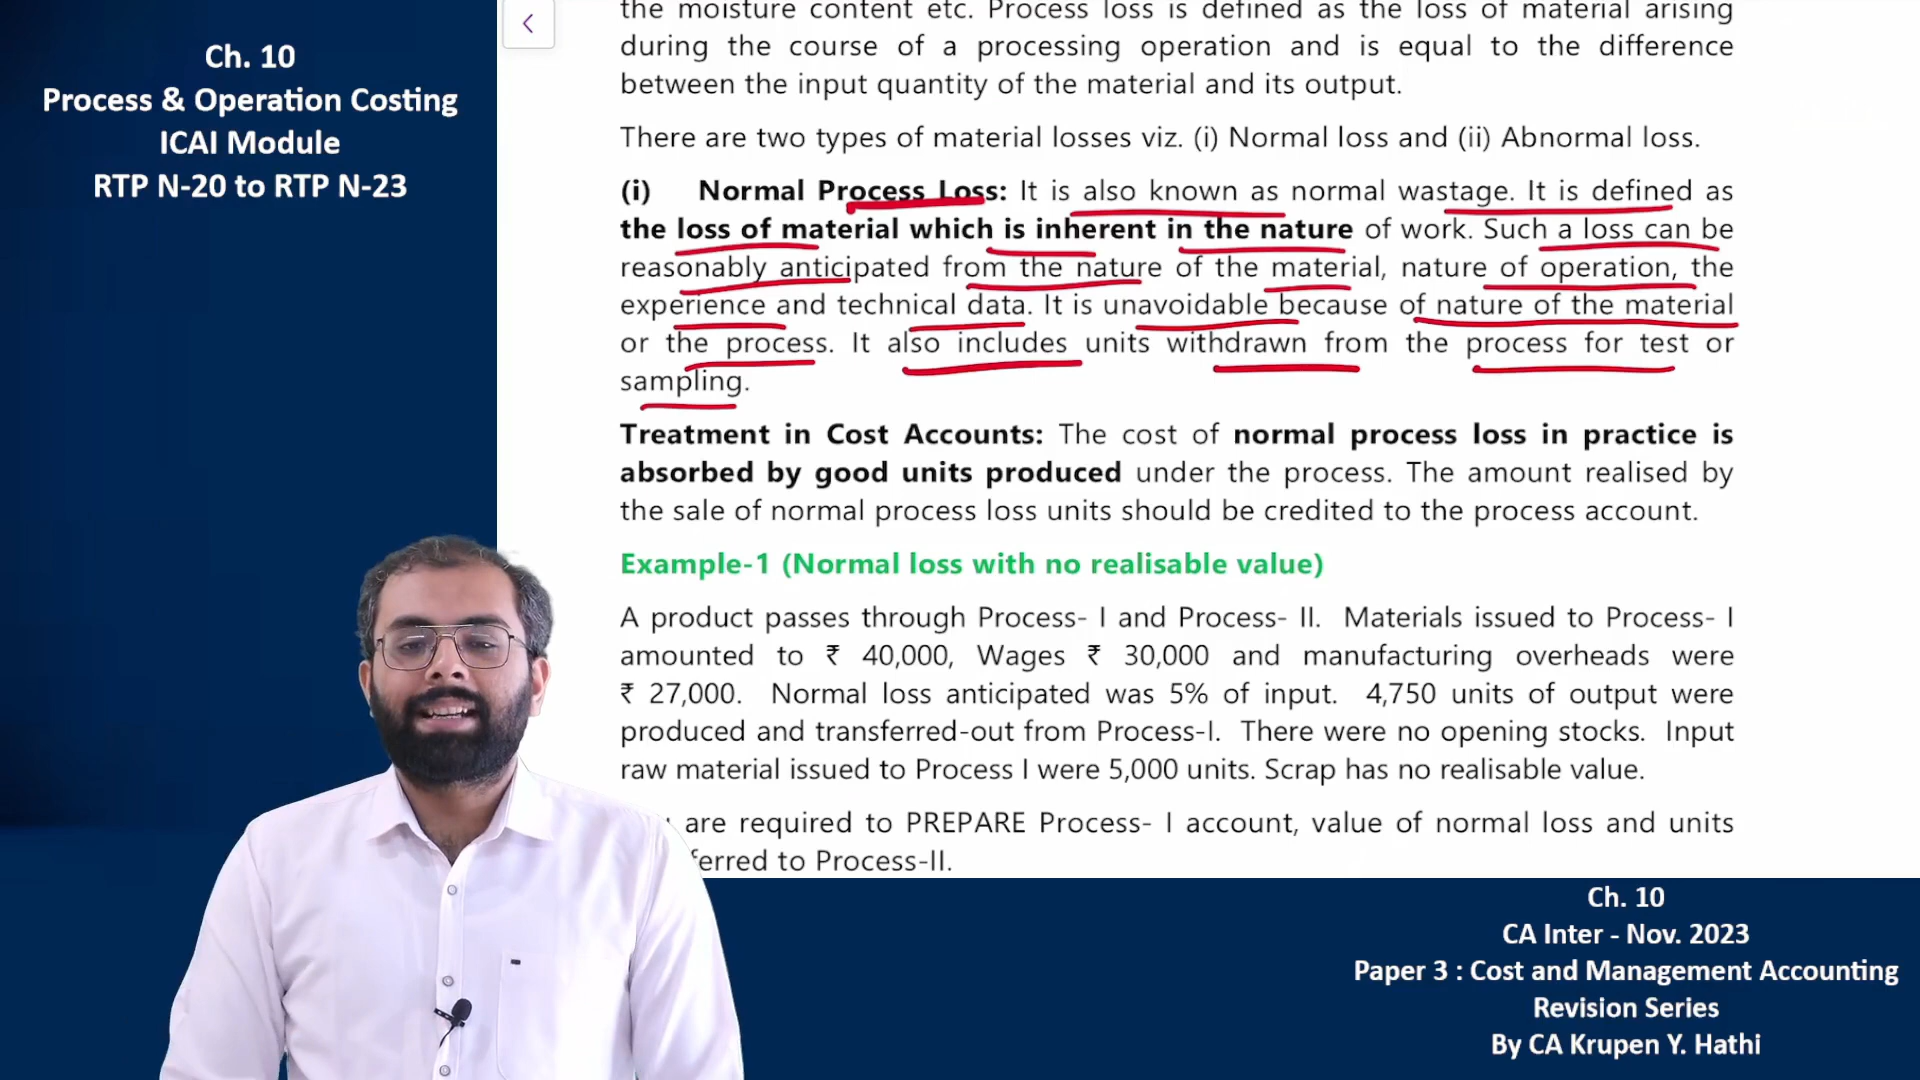 Ch. 10
Process & Operation Costing
ICAI Module
RTP N-20 to RTP N-23
the moisture content etc. Process loss is defined as the loss of material arising
during the course of a processing operation and is equal to the difference
between the input quantity of the material and its output.
There are two types of material losses viz. (i) Normal loss and (ii) Abnormal loss.
(i) Normal Process Loss: It is also known as normal wastage. It is defined as
the loss of material which is inherent in the nature of work. Such a loss can be
reasonably anticipated from the nature of the material, nature of operation, the
experience and technical data. It is unavoidable because of nature of the material
or the process. It also includes units withdrawn from the process for test or
sampling.
Treatment in Cost Accounts: The cost of normal process loss in practice is
absorbed by good units produced under the process. The amount realised by
the sale of normal process loss units should be credited to the process account.
Example-1 (Normal loss with no realisable value)
A product passes through Process- I and Process- II. Materials issued to Process- I
amounted to ₹ 40,000, Wages ₹ 30,000 and manufacturing overheads were
₹ 27,000. Normal loss anticipated was 5% of input. 4,750 units of output were
produced and transferred-out from Process-I. There were no opening stocks. Input
raw material issued to Process I were 5,000 units. Scrap has no realisable value.
are required to PREPARE Process- I account, value of normal loss and units
ferred to Process-II.
Ch. 10
CA Inter - Nov. 2023
Paper 3 : Cost and Management Accounting
Revision Series
By CA Krupen Y. Hathi